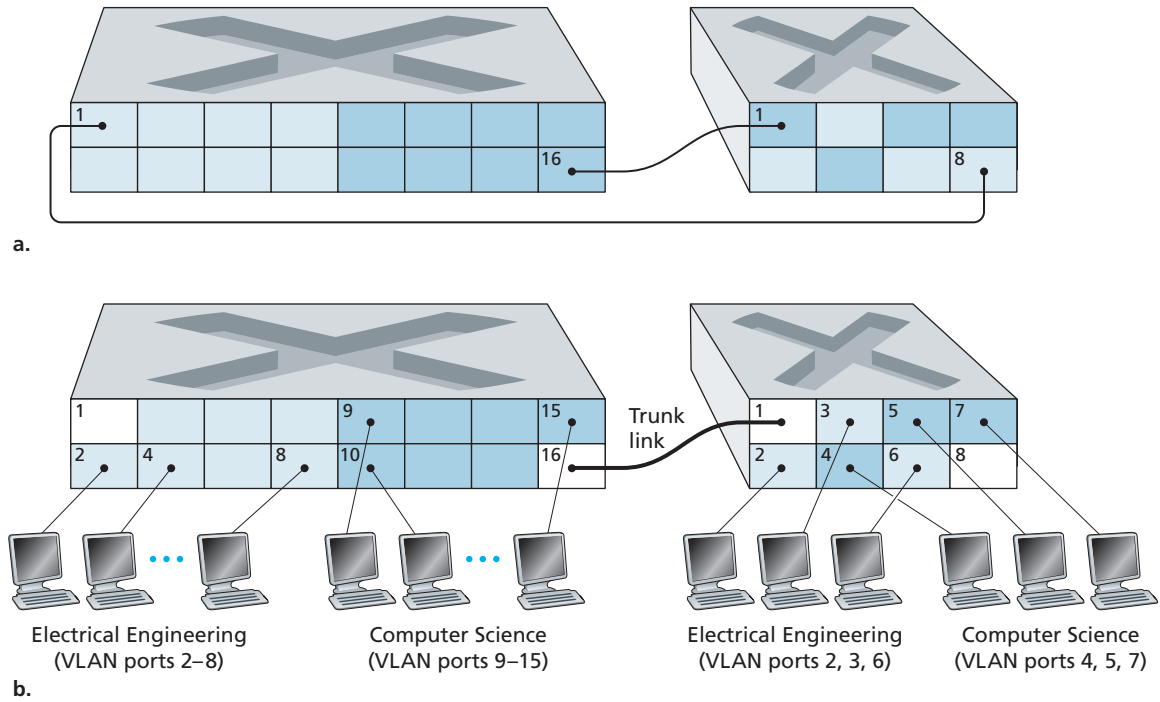 1
16
1
8
a.
1
9
15
2
4
8
10
16
Trunk
link
1
3
5
7
2
4
6
8
Electrical Engineering
(VLAN ports 2–8)
Computer Science
(VLAN ports 9–15)
Electrical Engineering
(VLAN ports 2, 3, 6)
Computer Science
(VLAN ports 4, 5, 7)
b.